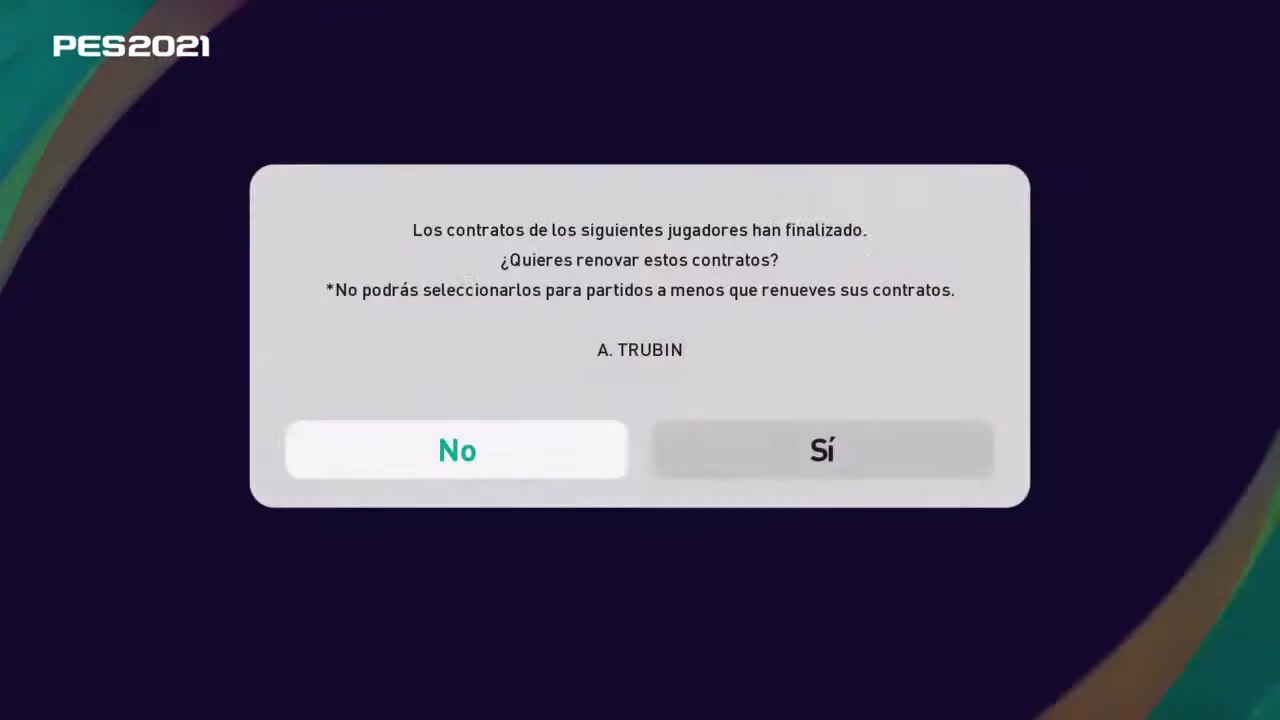 PES2021
Los contratos de los siguientes jugadores han finalizado.
¿Quieres renovar estos contratos?
*No podrás seleccionarlos para partidos a menos que renueves sus contratos.
A. TRUBIN
No
Sí